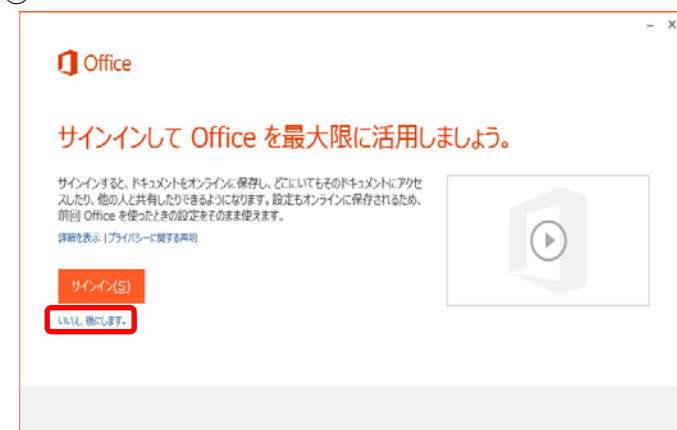 Office
サインインして Office を最大限に活用しましょう。
サインインすると、ドキュメントをオンラインに保存し、どこにいてもそのドキュメントにアクセ
スしたり、他の人と共有したりできるようになります。設定もオンラインに保存されるため、
前回 Office を使ったときの設定をそのまま使えます。
詳細を表示 | プライバシーに関する声明
サインイン(S)
いいえ、後にします。